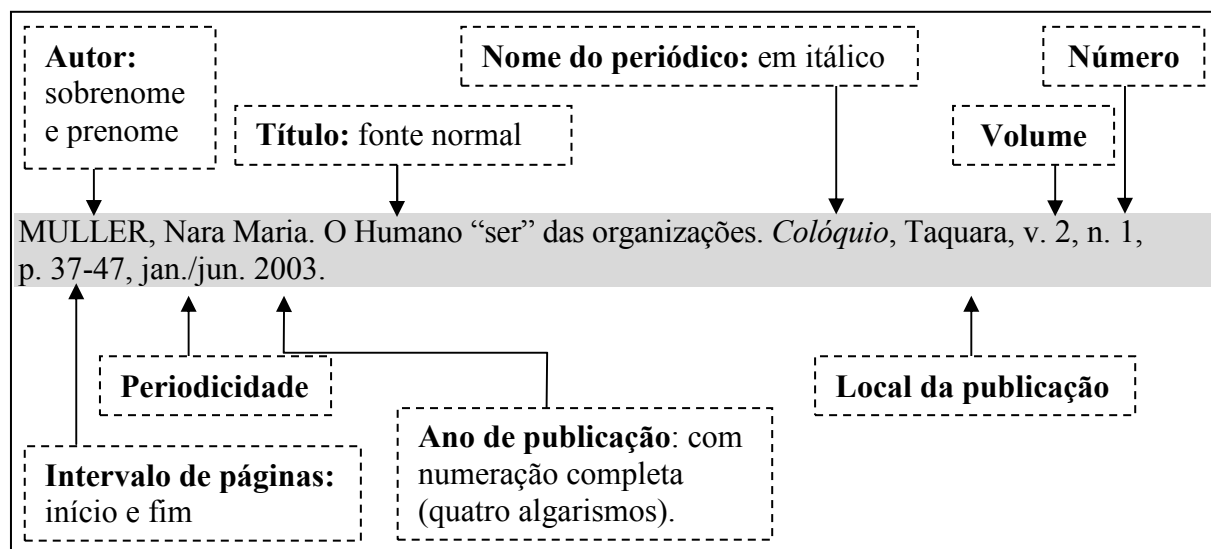 Autor:
sobrenome
e prenome
Nome do periódico: em itálico
Número
Título: fonte normal
Volume
MULLER, Nara Maria. O Humano “ser” das organizações. Colóquio, Taquara, v. 2, n. 1,
p. 37-47, jan./jun. 2003.
Periodicidade
Local da publicação
Intervalo de páginas:
início e fim
Ano de publicação: com
numeração completa
(quatro algarismos).